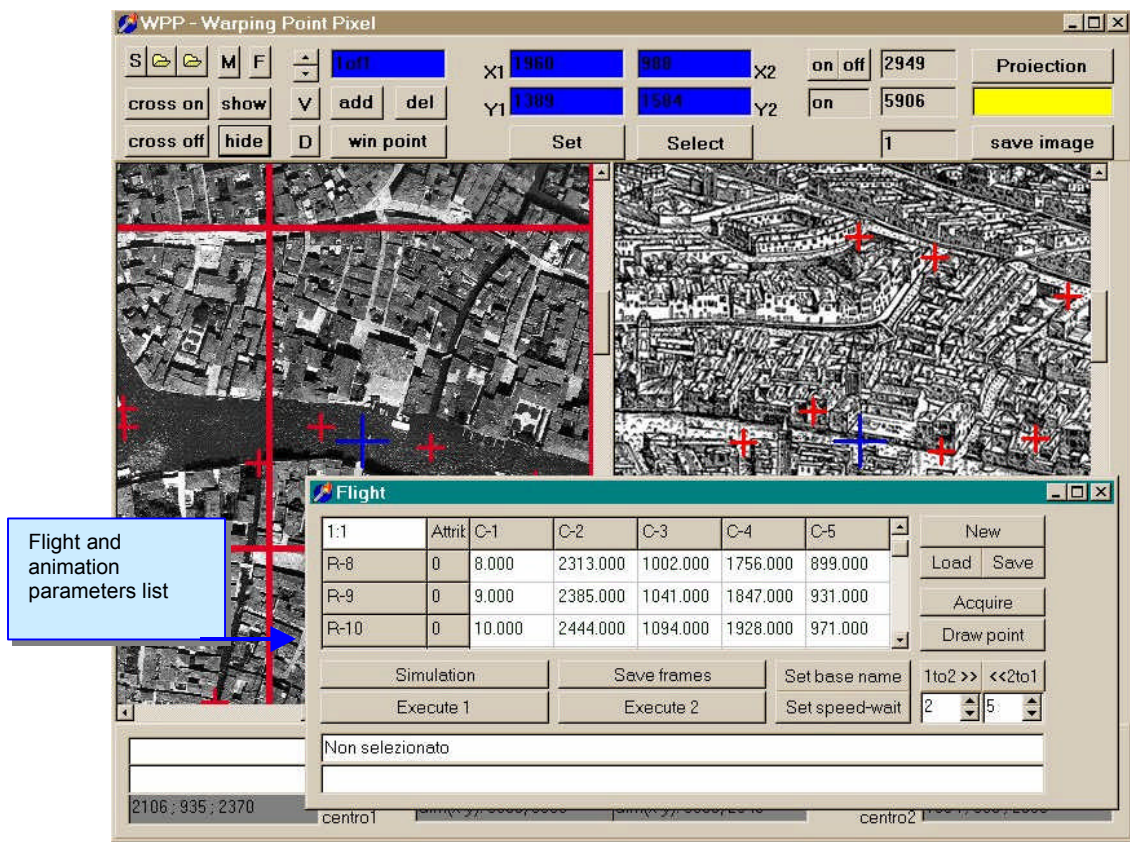 WPP - Warping Point Pixel
S M F 1of1 X1 1960 988 X2 on off 2949 Proiection
cross on show V add del Y1 1389 1584 Y2 on 5906
cross off hide D win point Set Select 1 save image
Flight
1:1 Attrib C-1 C-2 C-3 C-4 C-5 New
R-8 0 8.000 2313.000 1002.000 1756.000 899.000 Load Save
R-9 0 9.000 2385.000 1041.000 1847.000 931.000 Acquire
R-10 0 10.000 2444.000 1094.000 1928.000 971.000 Draw point
Flight and
animation
parameters list
Simulation Save frames Set base name 1to2 >> <<2to1
Execute 1 Execute 2 Set speed-wait 2 5
Non selezionato
2106 ; 935 ; 2370 centro1 centro2